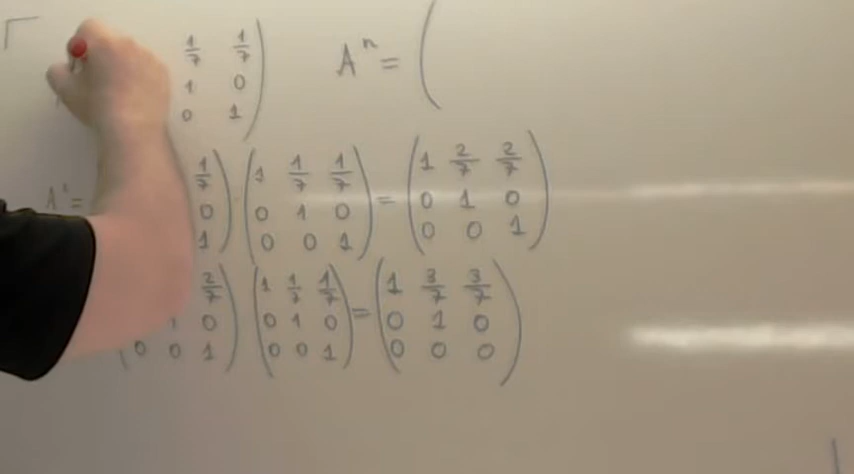 1/7 1/7 ) Aⁿ = (
1 0
0 1
A² = 1/7 ) ( 1 1/7 1/7 ) = ( 1 2/7 2/7 )
0 0 1 0 0 1 0
1 0 0 1 0 0 1
2/7 ) ( 1 1/7 1/7 ) = ( 1 3/7 3/7 )
1 0 0 1 0 0 1 0
( 0 0 1 0 0 1 0 0 0